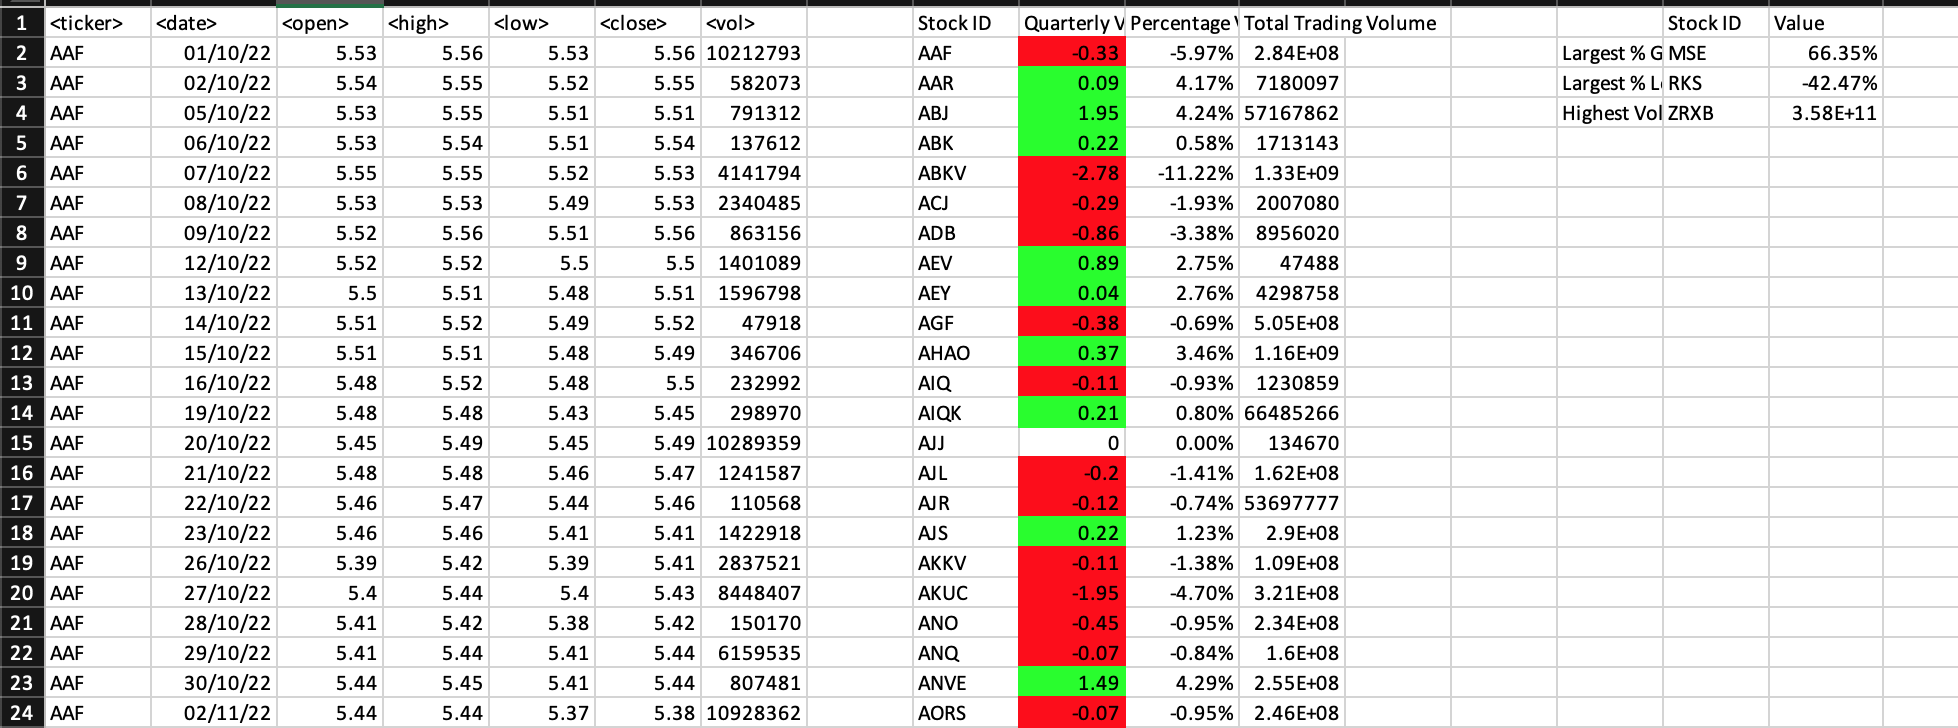 1 <ticker> <date> <open> <high> <low> <close> <vol> Stock ID Quarterly V Percentage Total Trading Volume Stock ID Value
2 AAF 01/10/22 5.53 5.56 5.53 5.56 10212793 AAF -0.33 -5.97% 2.84E+08 Largest % G MSE 66.35%
3 AAF 02/10/22 5.54 5.55 5.52 5.55 582073 AAR 0.09 4.17% 7180097 Largest % L RKS -42.47%
4 AAF 05/10/22 5.53 5.55 5.51 5.51 791312 ABJ 1.95 4.24% 57167862 Highest Vol ZRXB 3.58E+11
5 AAF 06/10/22 5.53 5.54 5.51 5.54 137612 ABK 0.22 0.58% 1713143
6 AAF 07/10/22 5.55 5.55 5.52 5.53 4141794 ABKV -2.78 -11.22% 1.33E+09
7 AAF 08/10/22 5.53 5.53 5.49 5.53 2340485 ACJ -0.29 -1.93% 2007080
8 AAF 09/10/22 5.52 5.56 5.51 5.56 863156 ADB -0.86 -3.38% 8956020
9 AAF 12/10/22 5.52 5.52 5.5 5.5 1401089 AEV 0.89 2.75% 47488
10 AAF 13/10/22 5.5 5.51 5.48 5.51 1596798 AEY 0.04 2.76% 4298758
11 AAF 14/10/22 5.51 5.52 5.49 5.52 47918 AGF -0.38 -0.69% 5.05E+08
12 AAF 15/10/22 5.51 5.51 5.48 5.49 346706 AHAO 0.37 3.46% 1.16E+09
13 AAF 16/10/22 5.48 5.52 5.48 5.5 232992 AIQ -0.11 -0.93% 1230859
14 AAF 19/10/22 5.48 5.48 5.43 5.45 298970 AIQK 0.21 0.80% 66485266
15 AAF 20/10/22 5.45 5.49 5.45 5.49 10289359 AJJ 0 0.00% 134670
16 AAF 21/10/22 5.48 5.48 5.46 5.47 1241587 AJL -0.2 -1.41% 1.62E+08
17 AAF 22/10/22 5.46 5.47 5.44 5.46 110568 AJR -0.12 -0.74% 53697777
18 AAF 23/10/22 5.46 5.46 5.41 5.41 1422918 AJS 0.22 1.23% 2.9E+08
19 AAF 26/10/22 5.39 5.42 5.39 5.41 2837521 AKKV -0.11 -1.38% 1.09E+08
20 AAF 27/10/22 5.4 5.44 5.4 5.43 8448407 AKUC -1.95 -4.70% 3.21E+08
21 AAF 28/10/22 5.41 5.42 5.38 5.42 150170 ANO -0.45 -0.95% 2.34E+08
22 AAF 29/10/22 5.41 5.44 5.41 5.44 6159535 ANQ -0.07 -0.84% 1.6E+08
23 AAF 30/10/22 5.44 5.45 5.41 5.44 807481 ANVE 1.49 4.29% 2.55E+08
24 AAF 02/11/22 5.44 5.44 5.37 5.38 10928362 AORS -0.07 -0.95% 2.46E+08